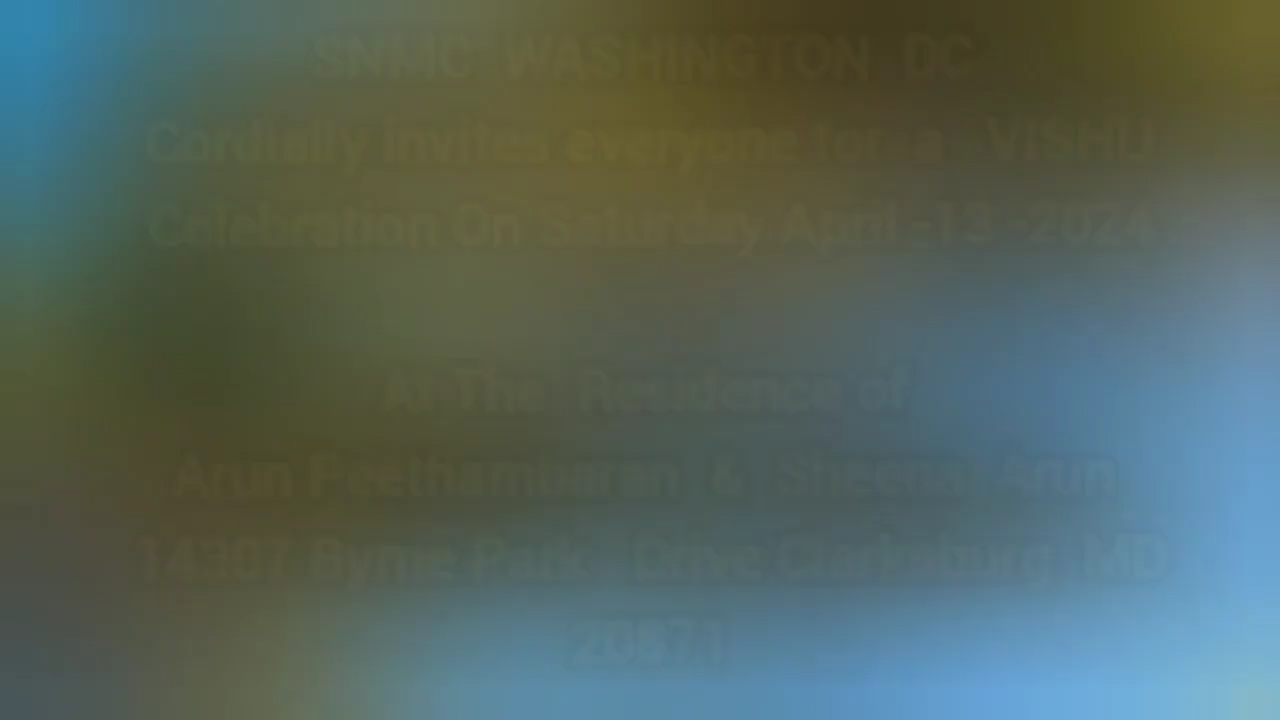 SNMC WASHINGTON DC
Cordially invites everyone for a VISHU
Celebration On Saturday April -13 -2024
At The Residence of
Arun Peethambaran & Sheena Arun
14307 Byrne Park Drive Clarksburg MD
20871